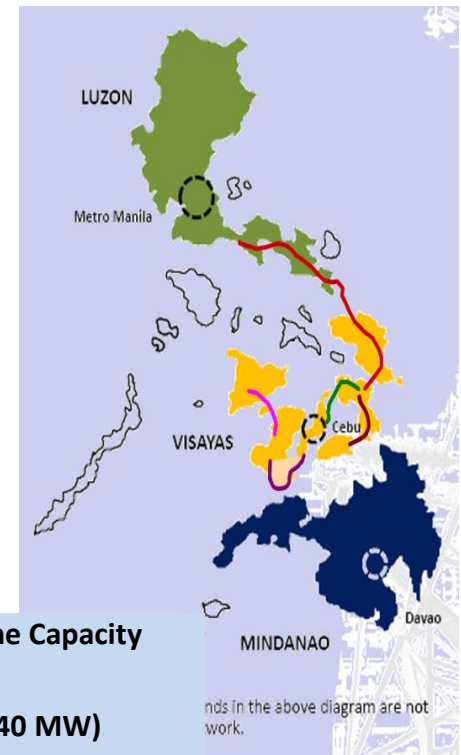 LUZON
Metro Manila
Cebu
VISAYAS
Davao
MINDANAO
ne Capacity
nds in the above diagram are not
work.
40 MW)